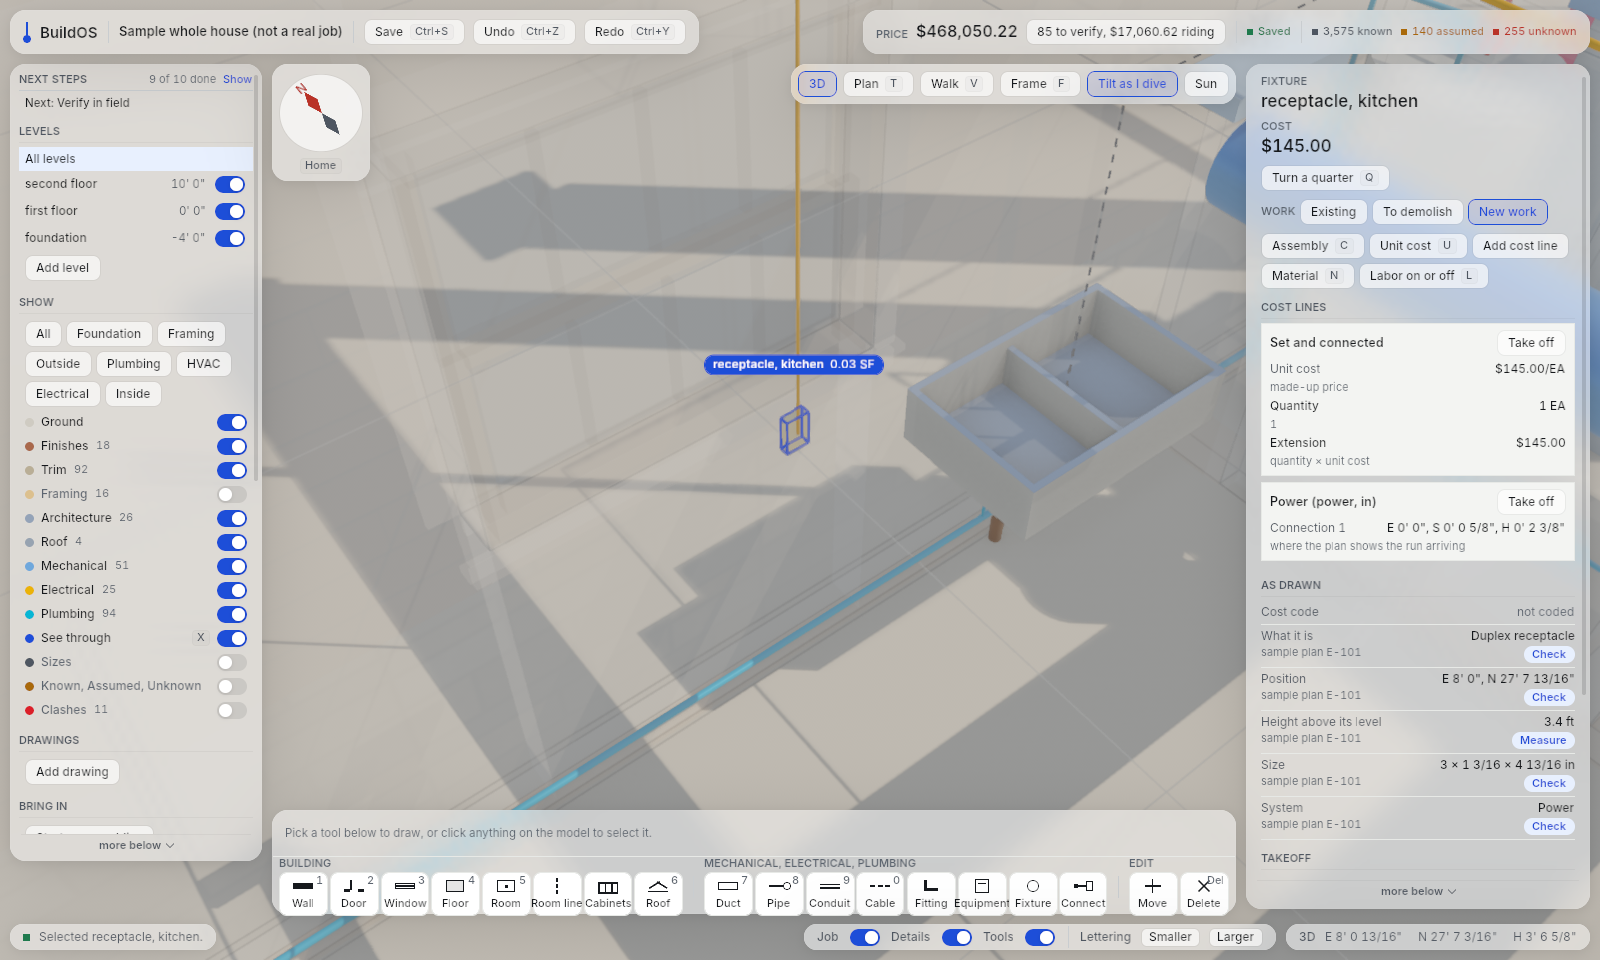 BuildOS
Sample whole house (not a real job)
Save Ctrl+S
Undo Ctrl+Z
Redo Ctrl+Y
PRICE $468,050.22
85 to verify, $17,060.62 riding
Saved
3,575 known
140 assumed
255 unknown
NEXT STEPS 9 of 10 done Show
Next: Verify in field
LEVELS
All levels
second floor 10' 0"
first floor 0' 0"
foundation -4' 0"
Add level
SHOW
All Foundation Framing
Outside Plumbing HVAC
Electrical Inside
Ground
Finishes 18
Trim 92
Framing 16
Architecture 26
Roof 4
Mechanical 51
Electrical 25
Plumbing 94
See through X
Sizes
Known, Assumed, Unknown
Clashes 11
DRAWINGS
Add drawing
BRING IN
more below
N
Home
3D Plan T Walk V Frame F Tilt as I dive Sun
receptacle, kitchen 0.03 SF
FIXTURE
receptacle, kitchen
COST
$145.00
Turn a quarter Q
WORK Existing To demolish New work
Assembly C Unit cost U Add cost line
Material N Labor on or off L
COST LINES
Set and connected Take off
Unit cost $145.00/EA
made-up price
Quantity 1 EA
1
Extension $145.00
quantity × unit cost
Power (power, in) Take off
Connection 1 E 0' 0", S 0' 0 5/8", H 0' 2 3/8"
where the plan shows the run arriving
AS DRAWN
Cost code not coded
What it is Duplex receptacle
sample plan E-101 Check
Position E 8' 0", N 27' 7 13/16"
sample plan E-101 Check
Height above its level 3.4 ft
sample plan E-101 Measure
Size 3 × 1 3/16 × 4 13/16 in
sample plan E-101 Check
System Power
sample plan E-101 Check
TAKEOFF
more below
Pick a tool below to draw, or click anything on the model to select it.
BUILDING
Wall 1
Door 2
Window 3
Floor 4
Room 5
Room line
Cabinets
Roof 6
MECHANICAL, ELECTRICAL, PLUMBING
Duct 7
Pipe 8
Conduit 9
Cable 0
Fitting
Equipment
Fixture
Connect
EDIT
Move
Delete Del
Selected receptacle, kitchen.
Job Details Tools Lettering Smaller Larger
3D E 8' 0 13/16" N 27' 7 3/16" H 3' 6 5/8"